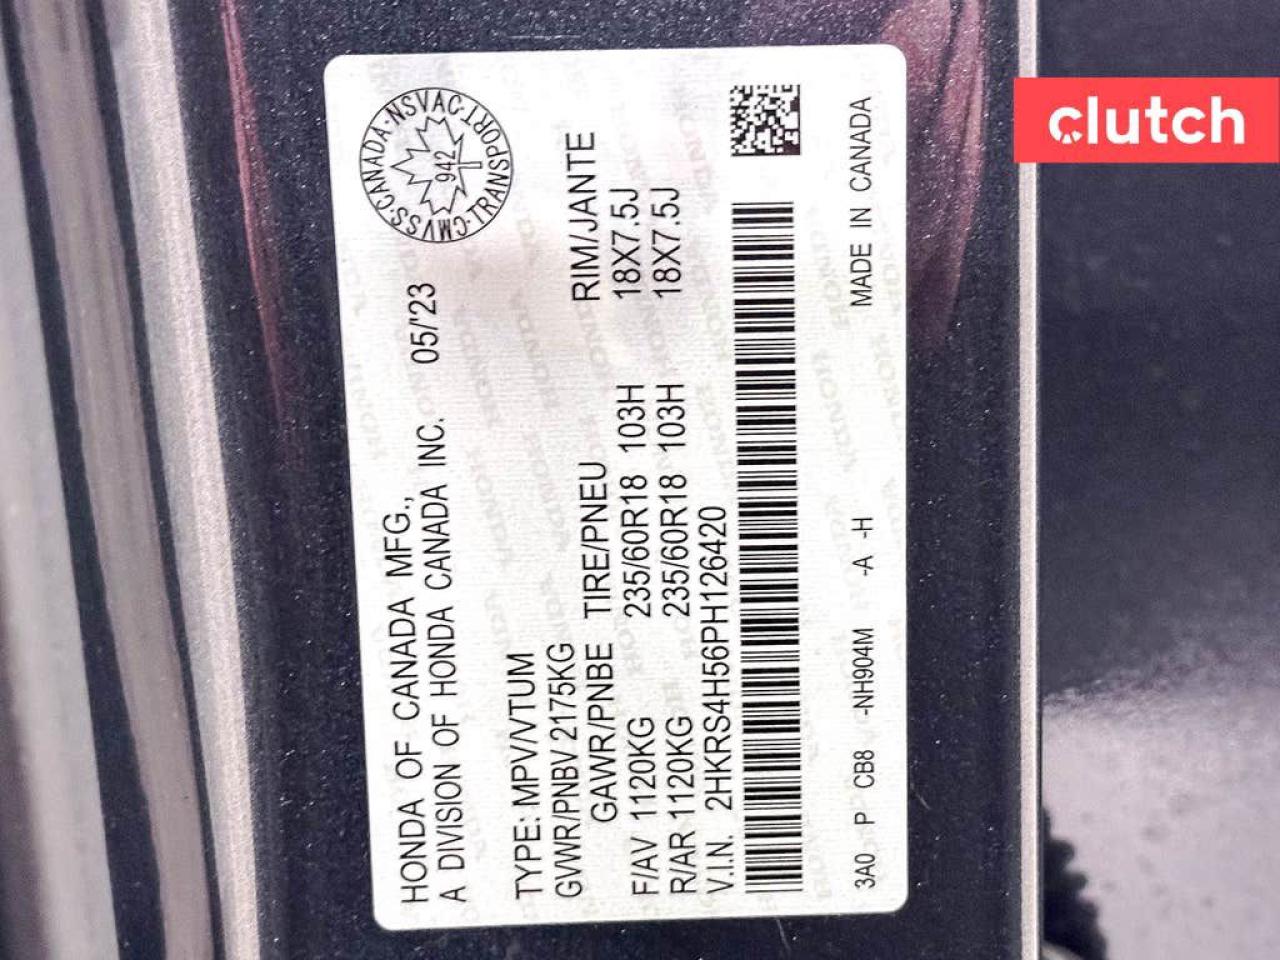 HONDA OF CANADA MFG.,
A DIVISION OF HONDA CANADA INC. 05/'23
CMVSS·CANADA·NSVAC·TRANSPORT·
942
TYPE: MPV/VTUM
GVWR/PNBV 2175KG
GAWR/PNBE TIRE/PNEU RIM/JANTE
F/AV 1120KG 235/60R18 103H 18X7.5J
R/AR 1120KG 235/60R18 103H 18X7.5J
V.I.N. 2HKRS4H56PH126420
3A0 P CB8 -NH904M -A -H MADE IN CANADA
clutch